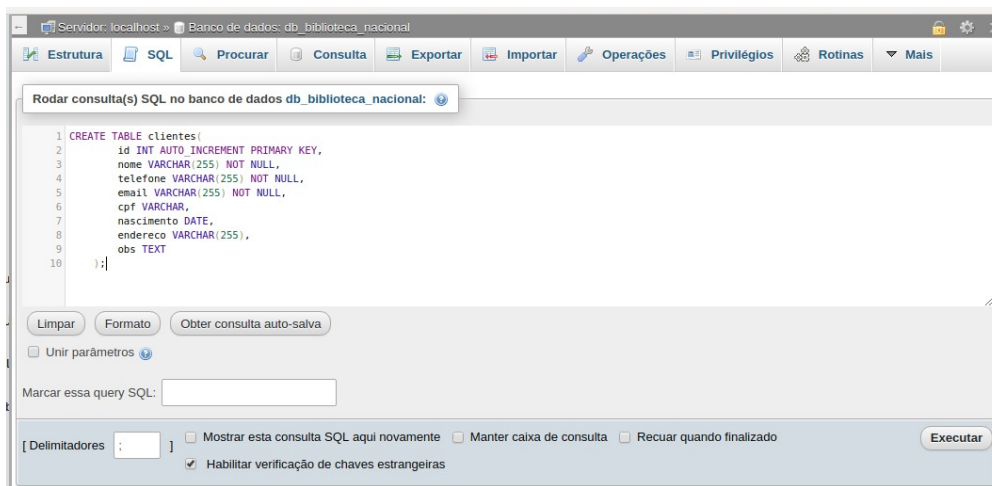 Servidor: localhost » Banco de dados: db_biblioteca_nacional
Estrutura SQL Procurar Consulta Exportar Importar Operações Privilégios Rotinas Mais
Rodar consulta(s) SQL no banco de dados db_biblioteca_nacional:
1 CREATE TABLE clientes(
2 id INT AUTO_INCREMENT PRIMARY KEY,
3 nome VARCHAR(255) NOT NULL,
4 telefone VARCHAR(255) NOT NULL,
5 email VARCHAR(255) NOT NULL,
6 cpf VARCHAR,
7 nascimento DATE,
8 endereco VARCHAR(255),
9 obs TEXT
10 );
Limpar Formato Obter consulta auto-salva
Unir parâmetros
Marcar essa query SQL:
[ Delimitadores ; ] Mostrar esta consulta SQL aqui novamente Manter caixa de consulta Recuar quando finalizado Executar
Habilitar verificação de chaves estrangeiras